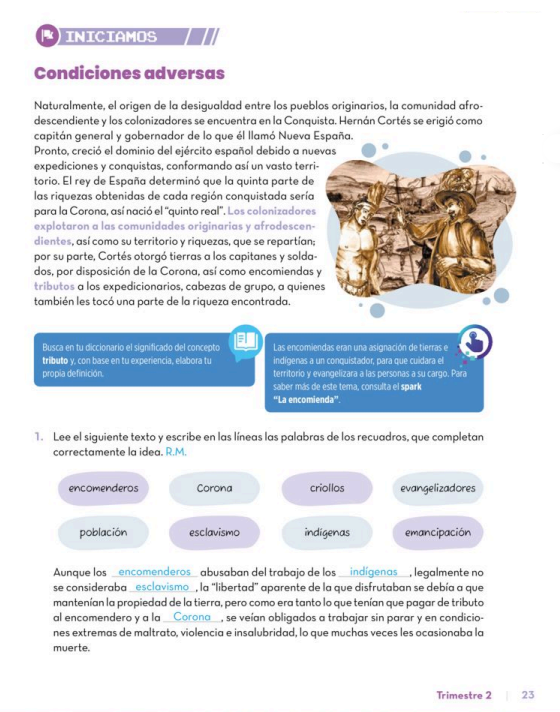 INICIAMOS
Condiciones adversas
Naturalmente, el origen de la desigualdad entre los pueblos originarios, la comunidad afro-
descendiente y los colonizadores se encuentra en la Conquista. Hernán Cortés se erigió como
capitán general y gobernador de lo que él llamó Nueva España.
Pronto, creció el dominio del ejército español debido a nuevas
expediciones y conquistas, conformando así un vasto terri-
torio. El rey de España determinó que la quinta parte de
las riquezas obtenidas de cada región conquistada sería
para la Corona, así nació el “quinto real”. Los colonizadores
explotaron a las comunidades originarias y afrodescen-
dientes, así como su territorio y riquezas, que se repartían;
por su parte, Cortés otorgó tierras a los capitanes y solda-
dos, por disposición de la Corona, así como encomiendas y
tributos a los expedicionarios, cabezas de grupo, a quienes
también les tocó una parte de la riqueza encontrada.
Busca en tu diccionario el significado del concepto
tributo y, con base en tu experiencia, elabora tu
propia definición.
Las encomiendas eran una asignación de tierras e
indígenas a un conquistador, para que cuidara el
territorio y evangelizara a las personas a su cargo. Para
saber más de este tema, consulta el spark
“La encomienda”.
1. Lee el siguiente texto y escribe en las líneas las palabras de los recuadros, que completan
correctamente la idea. R.M.
encomenderos Corona criollos evangelizadores
población esclavismo indígenas emancipación
Aunque los encomenderos abusaban del trabajo de los indígenas, legalmente no
se consideraba esclavismo, la “libertad” aparente de la que disfrutaban se debía a que
mantenían la propiedad de la tierra, pero como era tanto lo que tenían que pagar de tributo
al encomendero y a la Corona, se veían obligados a trabajar sin parar y en condicio-
nes extremas de maltrato, violencia e insalubridad, lo que muchas veces les ocasionaba la
muerte.
Trimestre 2 | 23